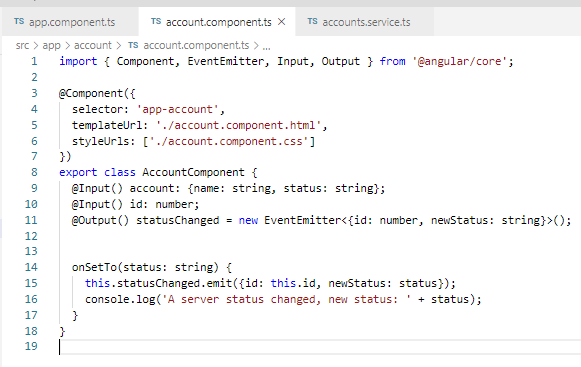 TS app.component.ts TS account.component.ts × TS accounts.service.ts
src > app > account > TS account.component.ts > ...
1 import { Component, EventEmitter, Input, Output } from '@angular/core';
2
3 @Component({
4   selector: 'app-account',
5   templateUrl: './account.component.html',
6   styleUrls: ['./account.component.css']
7 })
8 export class AccountComponent {
9   @Input() account: {name: string, status: string};
10   @Input() id: number;
11   @Output() statusChanged = new EventEmitter<{id: number, newStatus: string}>();
12
13
14   onSetTo(status: string) {
15     this.statusChanged.emit({id: this.id, newStatus: status});
16     console.log('A server status changed, new status: ' + status);
17   }
18 }
19